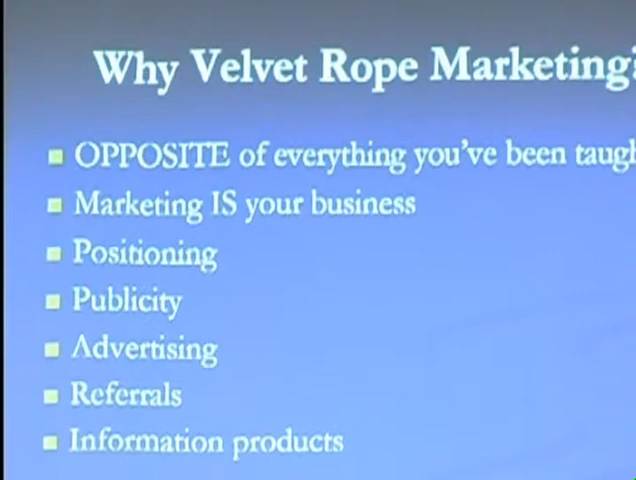 Why Velvet Rope Marketing?
OPPOSITE of everything you've been taugh
Marketing IS your business
Positioning
Publicity
Advertising
Referrals
Information products